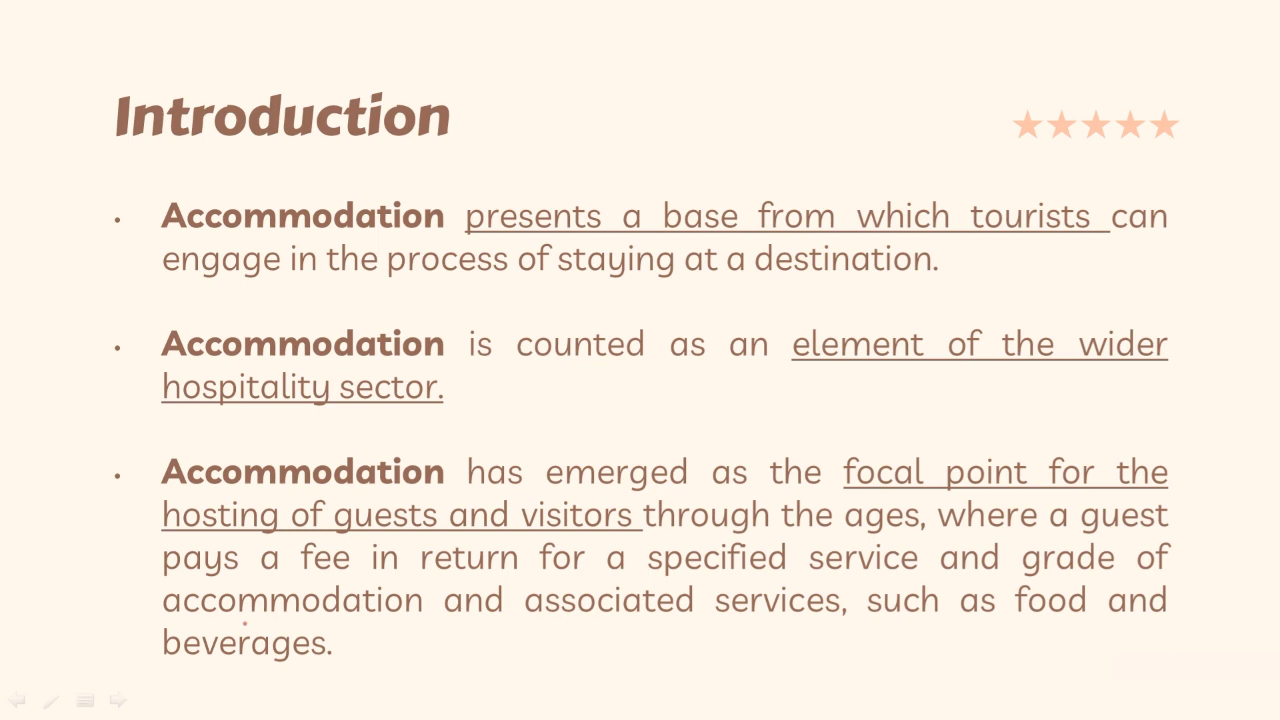 Introduction
• Accommodation presents a base from which tourists can
engage in the process of staying at a destination.
• Accommodation is counted as an element of the wider
hospitality sector.
• Accommodation has emerged as the focal point for the
hosting of guests and visitors through the ages, where a guest
pays a fee in return for a specified service and grade of
accommodation and associated services, such as food and
beverages.